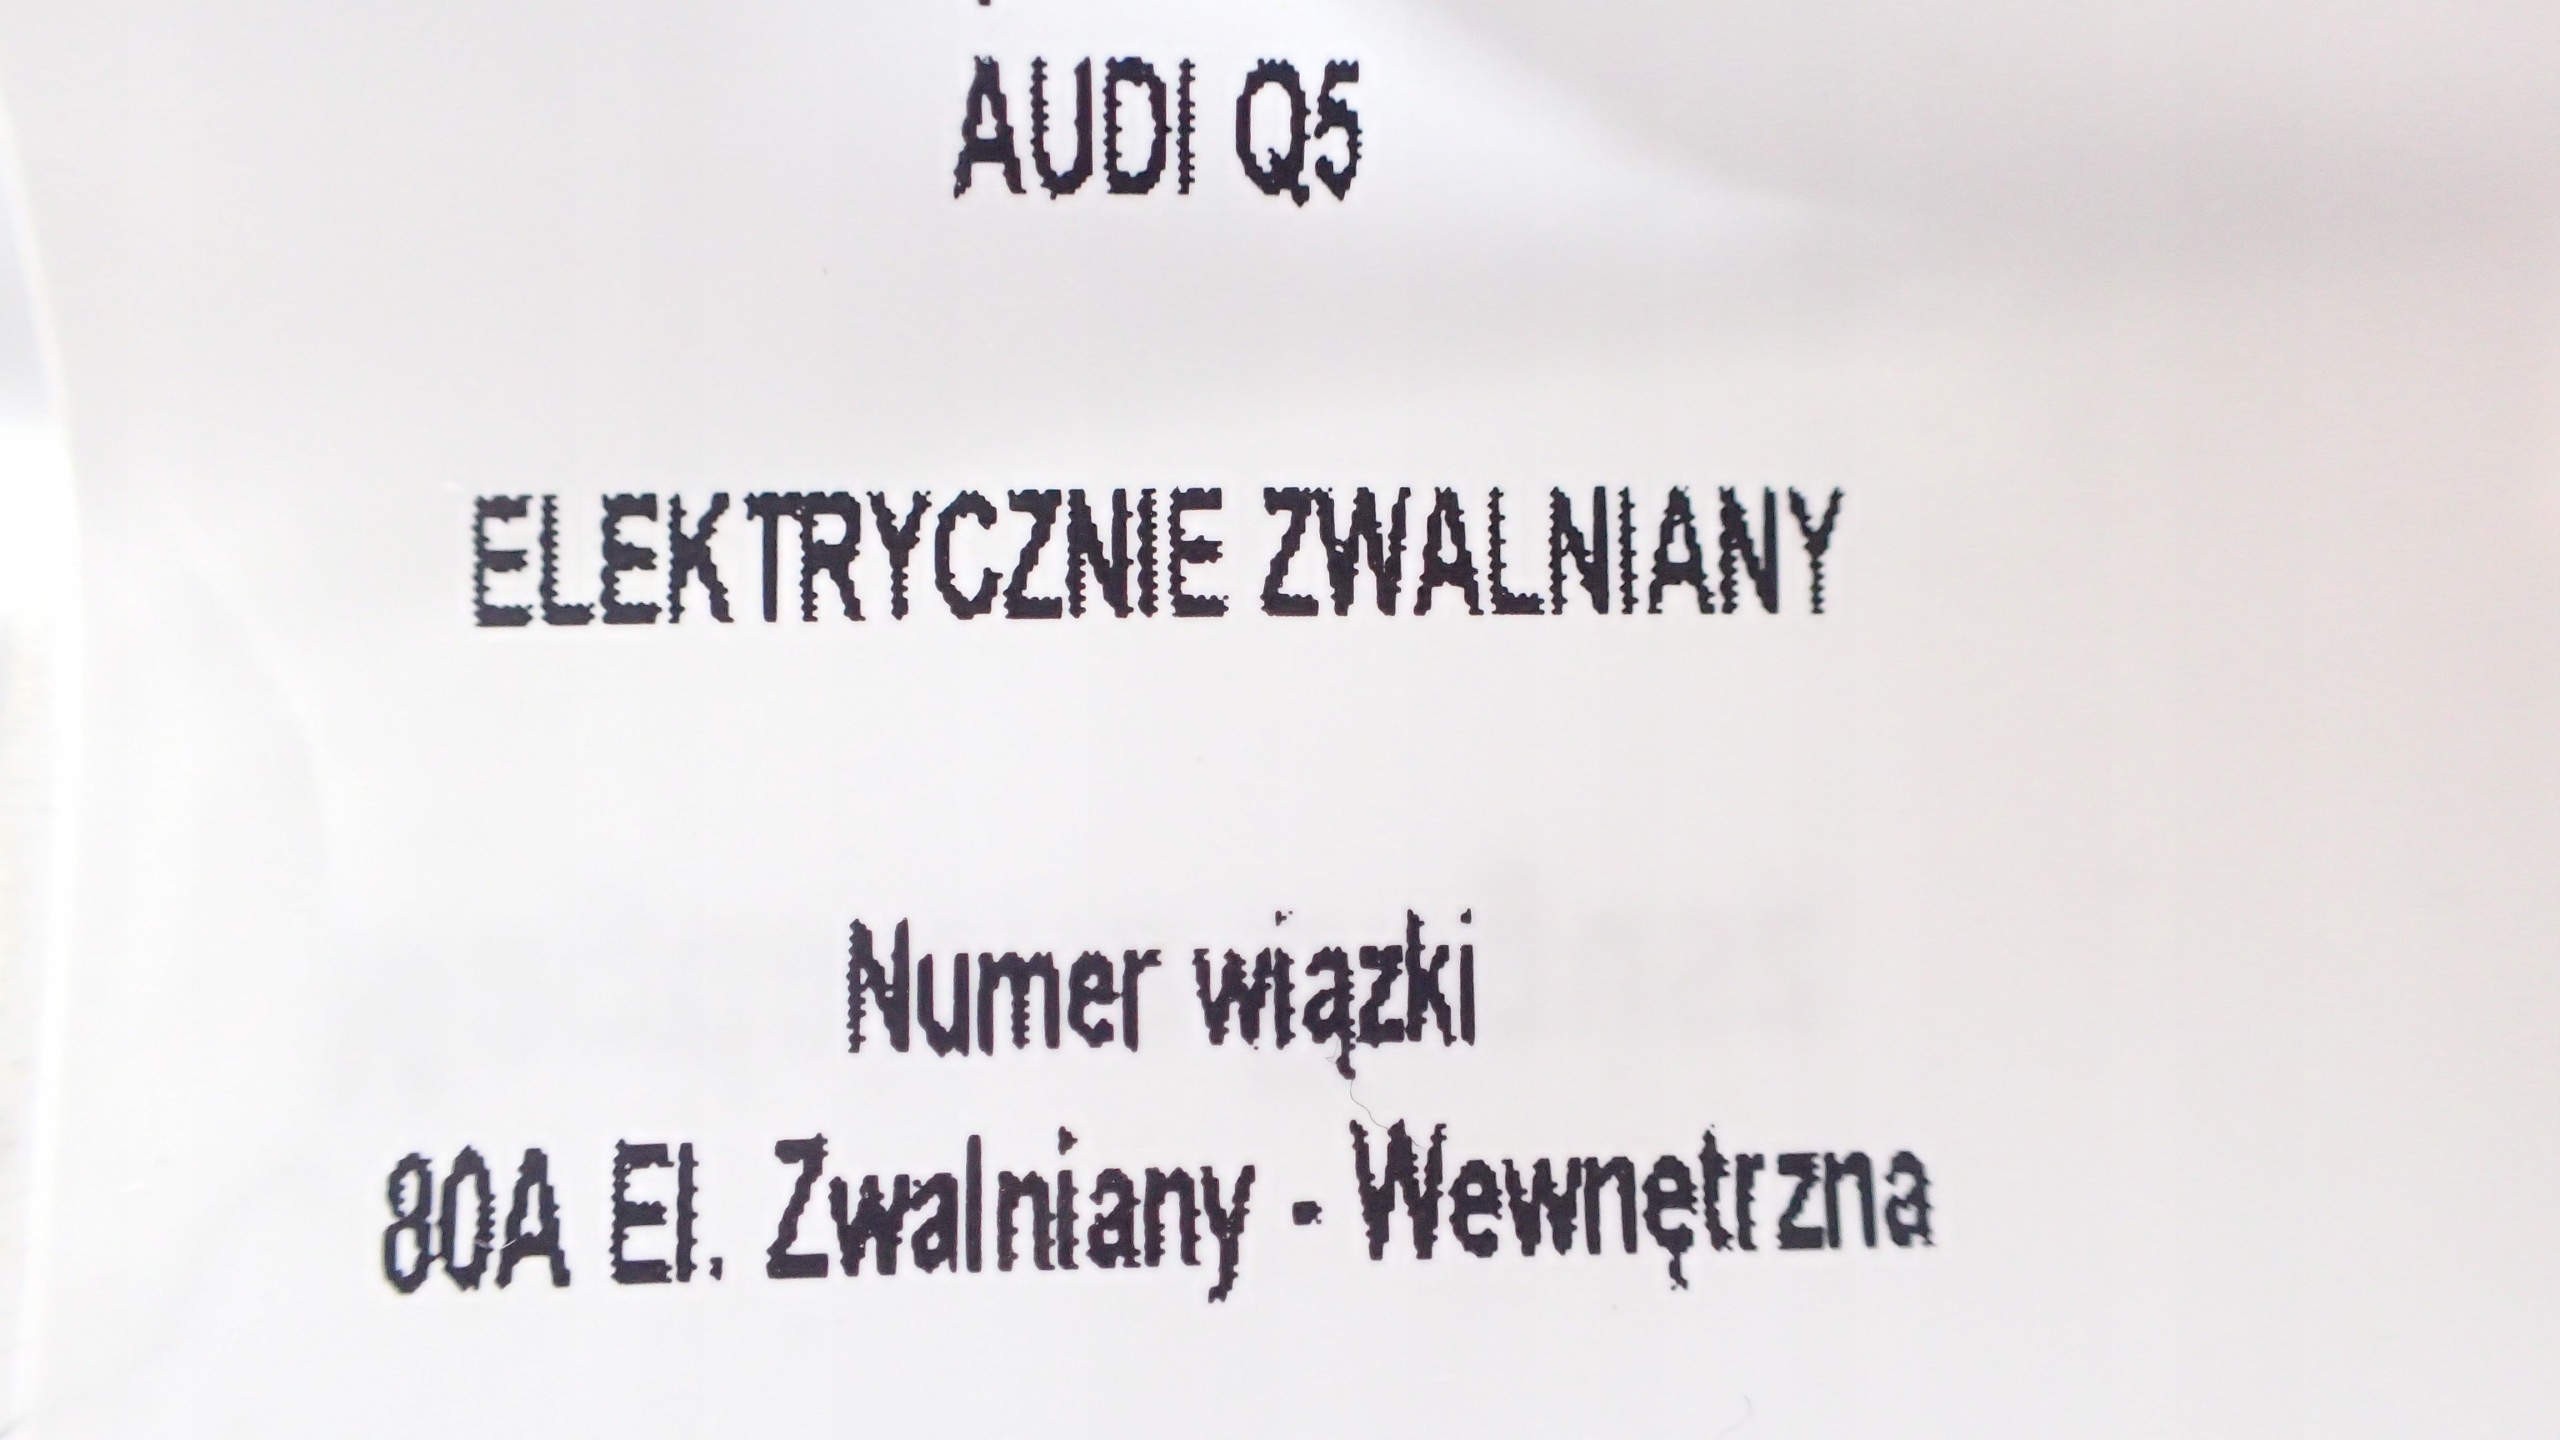 AUDI Q5
ELEKTRYCZNIE ZWALNIANY
Numer wiązki
80A El. Zwalniany - Wewnętrzna